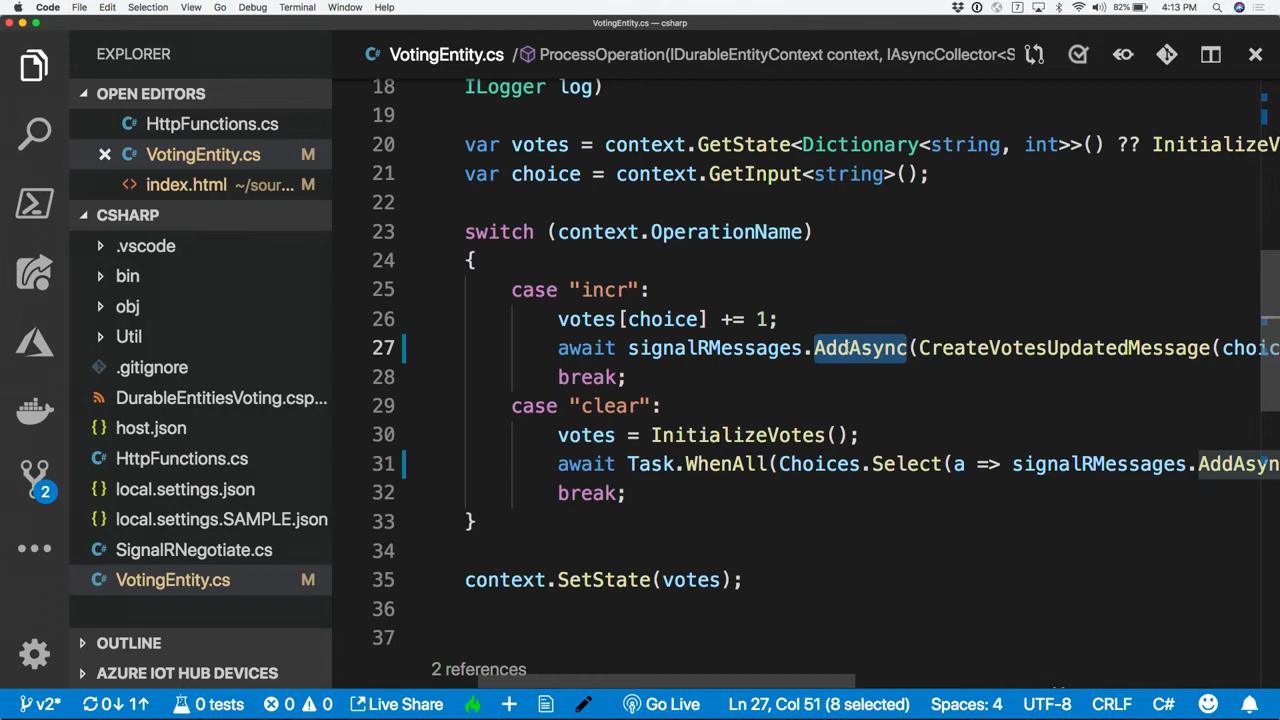 Code File Edit Selection View Go Debug Terminal Window Help 7 82% 4:13 PM
VotingEntity.cs — csharp
EXPLORER
OPEN EDITORS
HttpFunctions.cs
VotingEntity.cs M
index.html ~/sour... M
CSHARP
.vscode
bin
obj
Util
.gitignore
DurableEntitiesVoting.csp...
host.json
HttpFunctions.cs
local.settings.json
local.settings.SAMPLE.json
SignalRNegotiate.cs
VotingEntity.cs M
OUTLINE
AZURE IOT HUB DEVICES
2
VotingEntity.cs / ProcessOperation(IDurableEntityContext context, IAsyncCollector<S
18 ILogger log)
19
20 var votes = context.GetState<Dictionary<string, int>>() ?? InitializeV
21 var choice = context.GetInput<string>();
22
23 switch (context.OperationName)
24 {
25 case "incr":
26 votes[choice] += 1;
27 await signalRMessages.AddAsync(CreateVotesUpdatedMessage(choic
28 break;
29 case "clear":
30 votes = InitializeVotes();
31 await Task.WhenAll(Choices.Select(a => signalRMessages.AddAsyn
32 break;
33 }
34
35 context.SetState(votes);
36
37
2 references
v2* 0↓ 1↑ 0 tests 0 0 Live Share Go Live Ln 27, Col 51 (8 selected) Spaces: 4 UTF-8 CRLF C#